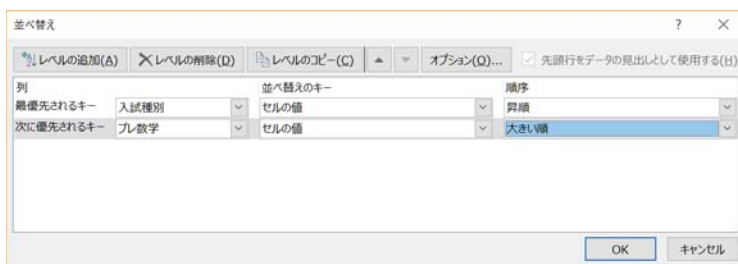 並べ替え ? ×
レベルの追加(A) レベルの削除(D) レベルのコピー(C) オプション(O)... 先頭行をデータの見出しとして使用する(H)
列 並べ替えのキー 順序
最優先されるキー 入試種別 セルの値 昇順
次に優先されるキー プレ数学 セルの値 大きい順
OK キャンセル